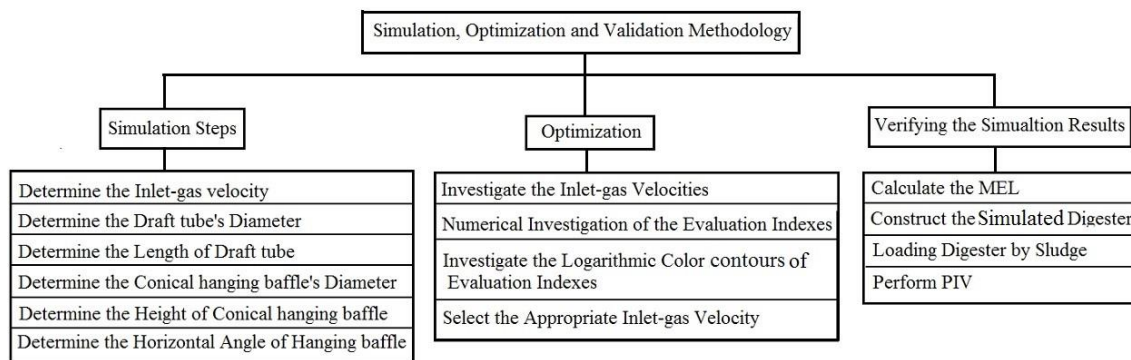 Simulation, Optimization and Validation Methodology
Simulation Steps
Determine the Inlet-gas velocity
Determine the Draft tube's Diameter
Determine the Length of Draft tube
Determine the Conical hanging baffle's Diameter
Determine the Height of Conical hanging baffle
Determine the Horizontal Angle of Hanging baffle
Optimization
Investigate the Inlet-gas Velocities
Numerical Investigation of the Evaluation Indexes
Investigate the Logarithmic Color contours of
Evaluation Indexes
Select the Appropriate Inlet-gas Velocity
Verifying the Simualtion Results
Calculate the MEL
Construct the Simulated Digester
Loading Digester by Sludge
Perform PIV